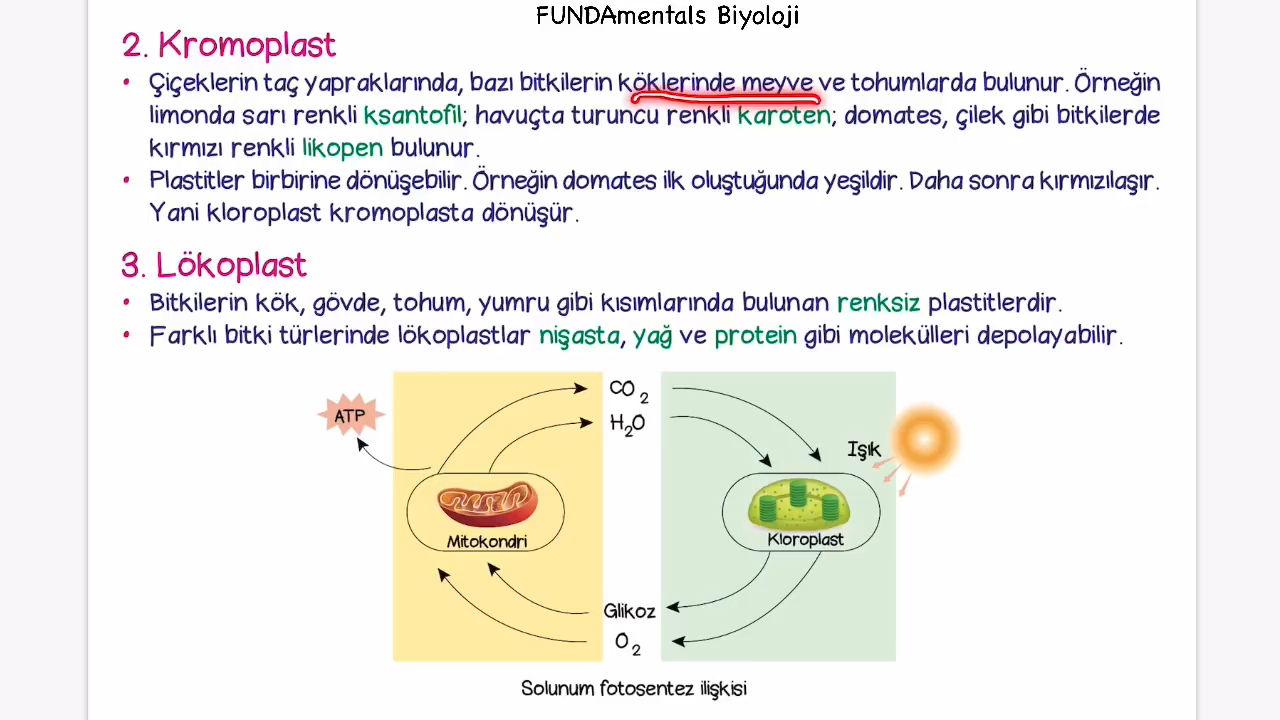 FUNDAmentals Biyoloji
2. Kromoplast
• Çiçeklerin taç yapraklarında, bazı bitkilerin köklerinde meyve ve tohumlarda bulunur. Örneğin
limonda sarı renkli ksantofil; havuçta turuncu renkli karoten; domates, çilek gibi bitkilerde
kırmızı renkli likopen bulunur.
• Plastitler birbirine dönüşebilir. Örneğin domates ilk oluştuğunda yeşildir. Daha sonra kırmızılaşır.
Yani kloroplast kromoplasta dönüşür.
3. Lökoplast
• Bitkilerin kök, gövde, tohum, yumru gibi kısımlarında bulunan renksiz plastitlerdir.
• Farklı bitki türlerinde lökoplastlar nişasta, yağ ve protein gibi molekülleri depolayabilir.
ATP
CO2
H2O
Işık
Mitokondri
Kloroplast
Glikoz
O2
Solunum fotosentez ilişkisi